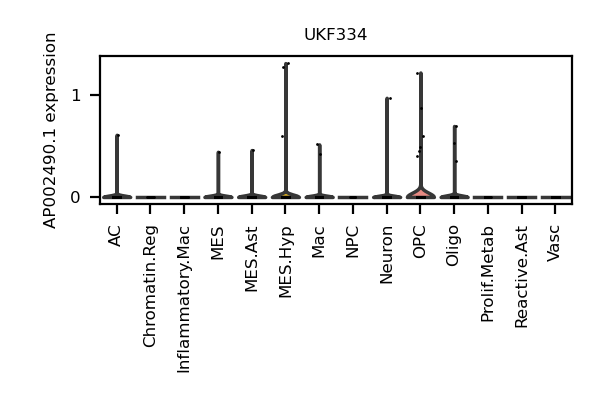 UKF334
AP002490.1 expression
1
0
AC
Chromatin.Reg
Inflammatory.Mac
MES
MES.Ast
MES.Hyp
Mac
NPC
Neuron
OPC
Oligo
Prolif.Metab
Reactive.Ast
Vasc